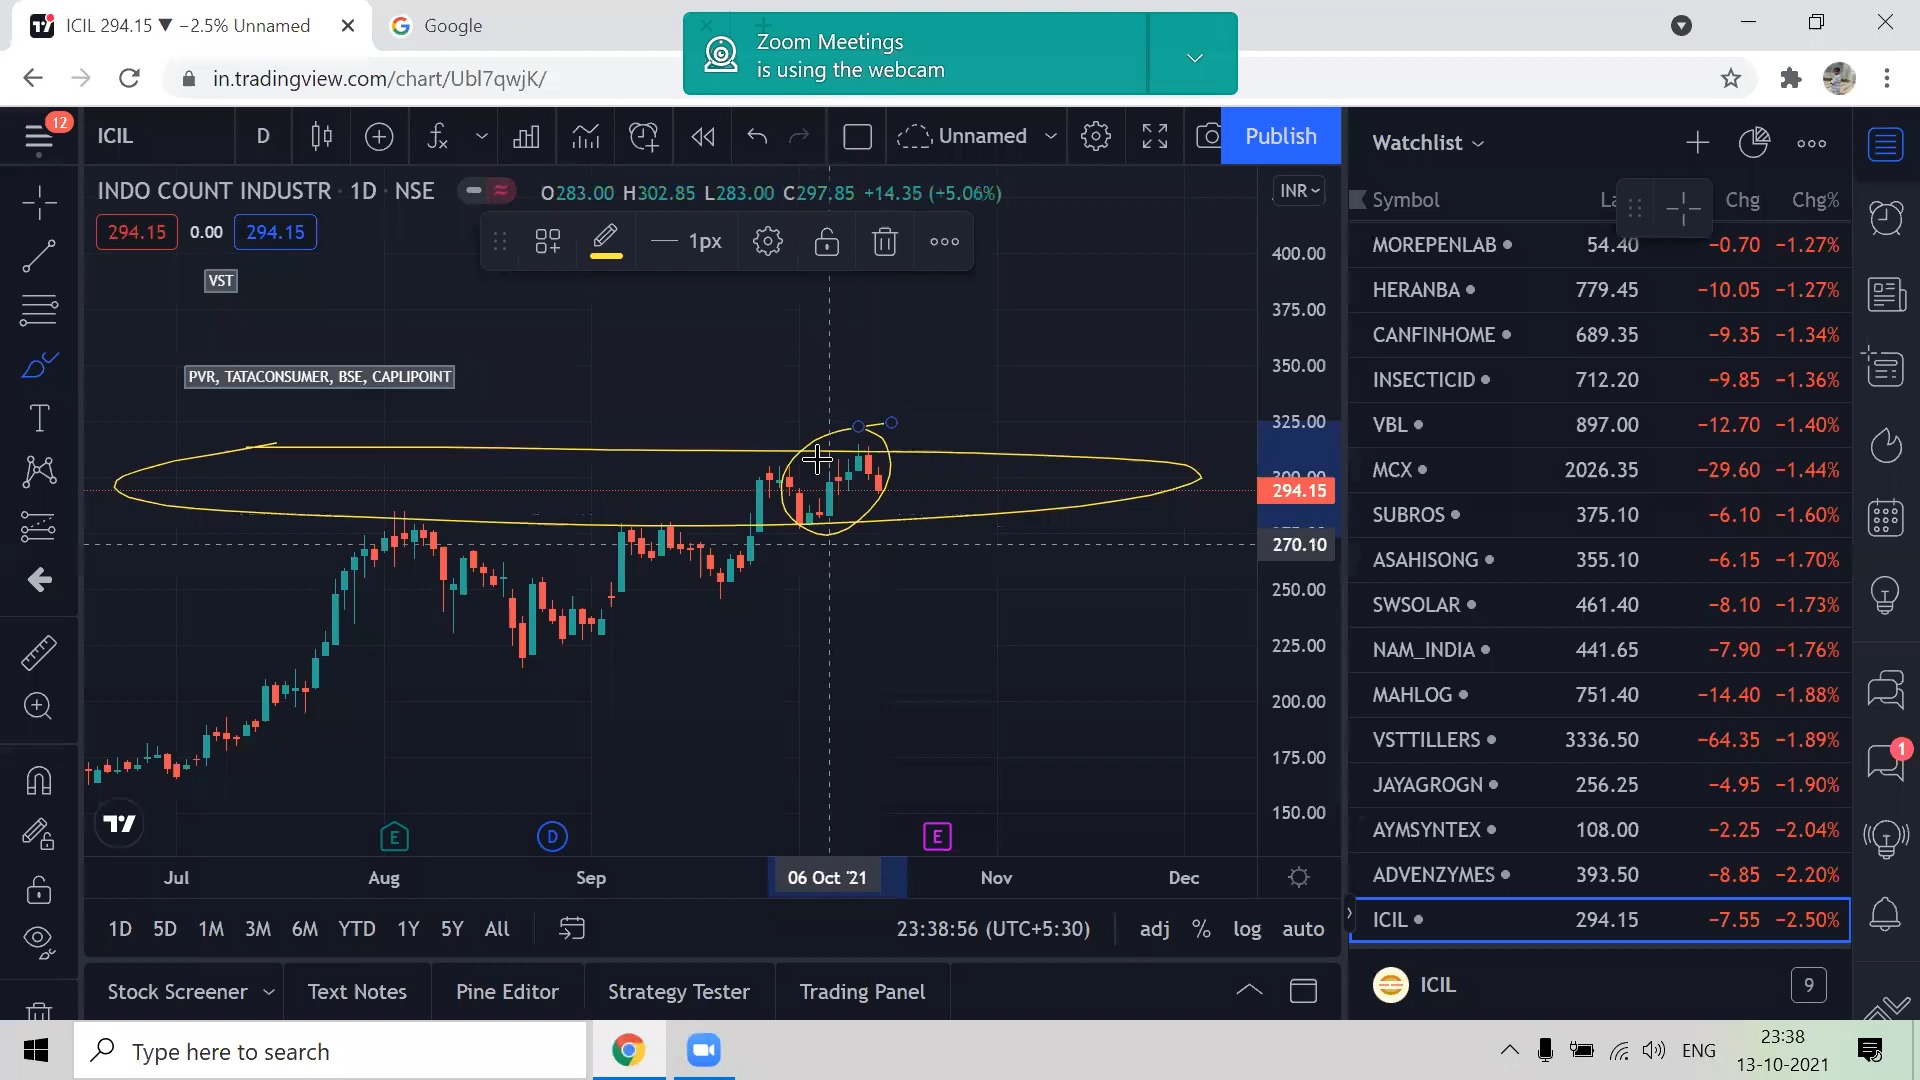 ICIL 294.15 ▼ −2.5% Unnamed
Google
Zoom Meetings
is using the webcam
in.tradingview.com/chart/Ubl7qwjK/
12
ICIL
D
Unnamed
Publish
INDO COUNT INDUSTR · 1D · NSE
O283.00 H302.85 L283.00 C297.85 +14.35 (+5.06%)
INR
294.15 0.00 294.15
1px
VST
PVR, TATACONSUMER, BSE, CAPLIPOINT
400.00
375.00
350.00
325.00
294.15
270.10
250.00
225.00
200.00
175.00
150.00
E
D
E
Jul
Aug
Sep
06 Oct '21
Nov
Dec
1D 5D 1M 3M 6M YTD 1Y 5Y All
23:38:56 (UTC+5:30)
adj % log auto
Stock Screener
Text Notes
Pine Editor
Strategy Tester
Trading Panel
Watchlist
Symbol Chg Chg%
MOREPENLAB 54.40 −0.70 −1.27%
HERANBA 779.45 −10.05 −1.27%
CANFINHOME 689.35 −9.35 −1.34%
INSECTICID 712.20 −9.85 −1.36%
VBL 897.00 −12.70 −1.40%
MCX 2026.35 −29.60 −1.44%
SUBROS 375.10 −6.10 −1.60%
ASAHISONG 355.10 −6.15 −1.70%
SWSOLAR 461.40 −8.10 −1.73%
NAM_INDIA 441.65 −7.90 −1.76%
MAHLOG 751.40 −14.40 −1.88%
VSTTILLERS 3336.50 −64.35 −1.89%
JAYAGROGN 256.25 −4.95 −1.90%
AYMSYNTEX 108.00 −2.25 −2.04%
ADVENZYMES 393.50 −8.85 −2.20%
ICIL 294.15 −7.55 −2.50%
ICIL
9
1
Type here to search
ENG
23:38
13-10-2021